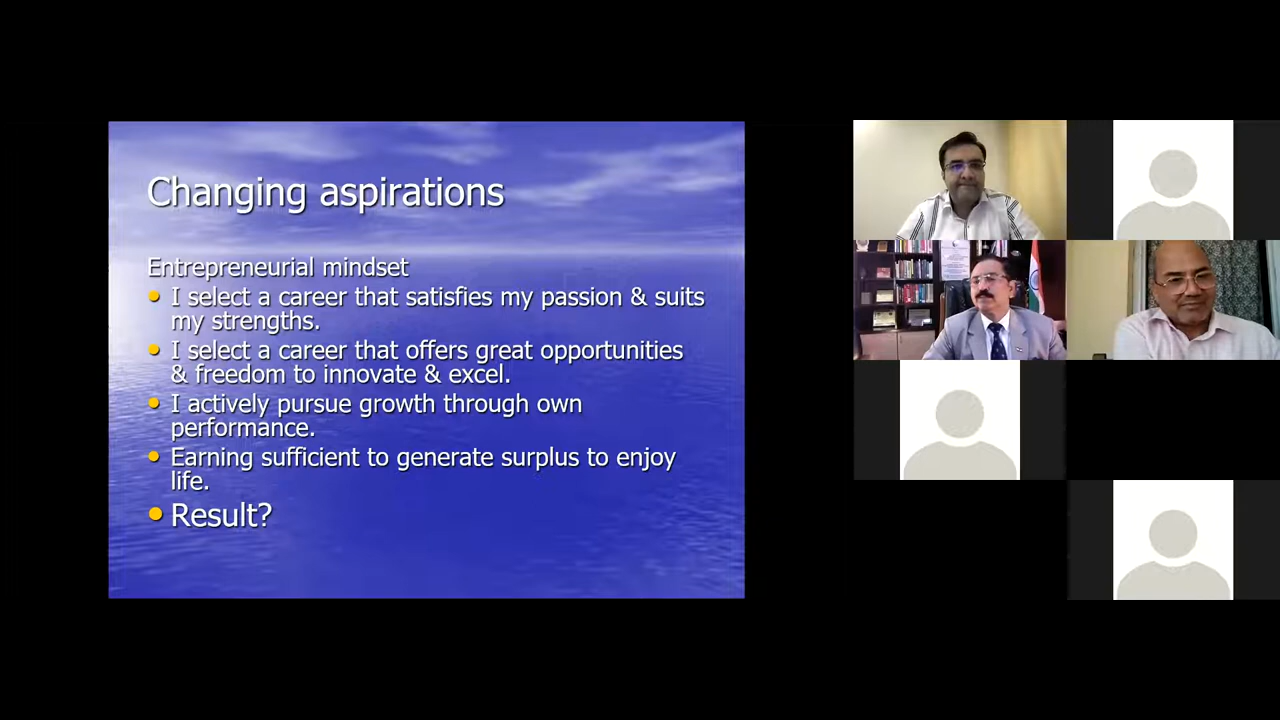 Changing aspirations
Entrepreneurial mindset
I select a career that satisfies my passion & suits
my strengths.
I select a career that offers great opportunities
& freedom to innovate & excel.
I actively pursue growth through own
performance.
Earning sufficient to generate surplus to enjoy
life.
Result?